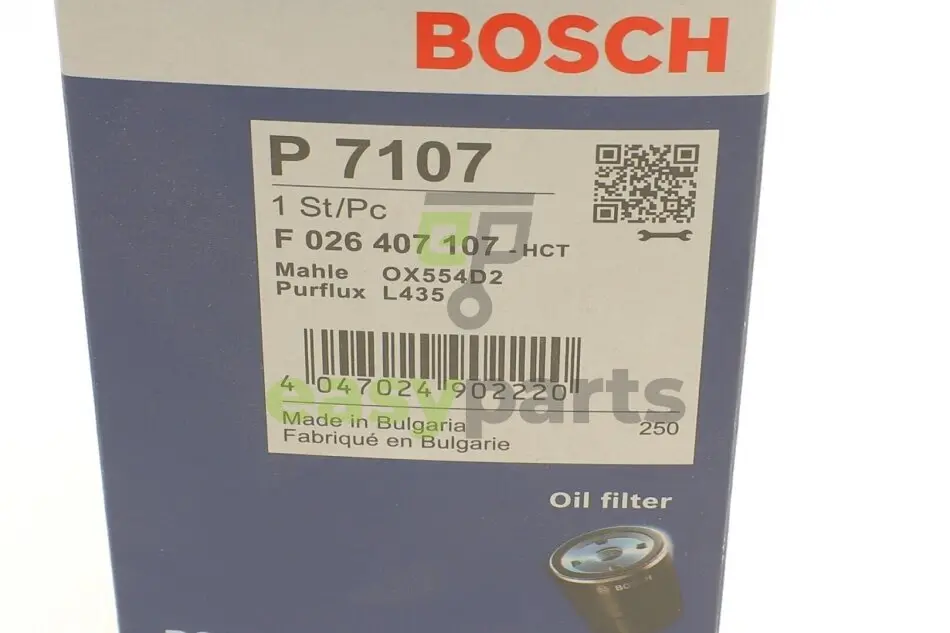 BOSCH
P 7107
1 St/Pc
F 026 407 107 - HCT
Mahle OX554D2
Purflux L435
4 047024 902220
easyparts
Made in Bulgaria
Fabriqué en Bulgarie
250
Oil filter
BOSCH